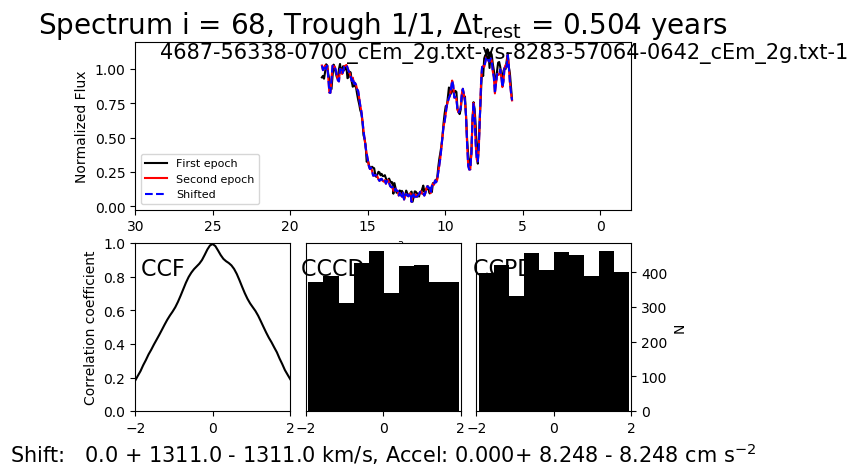 Spectrum i = 68, Trough 1/1, Δt_rest = 0.504 years
4687-56338-0700_cEm_2g.txt-vs-8283-57064-0642_cEm_2g.txt-1
Normalized Flux
1.00
0.75
0.50
0.25
0.00
First epoch
Second epoch
Shifted
30 25 20 15 10 5 0
Correlation coefficient
1.0
0.8
0.6
0.4
0.2
0.0
CCF
CCCD
CCPD
400
300
200
100
0
N
−2 0 2
−2 0 2
−2 0 2
Shift: 0.0 + 1311.0 - 1311.0 km/s, Accel: 0.000+ 8.248 - 8.248 cm s⁻²